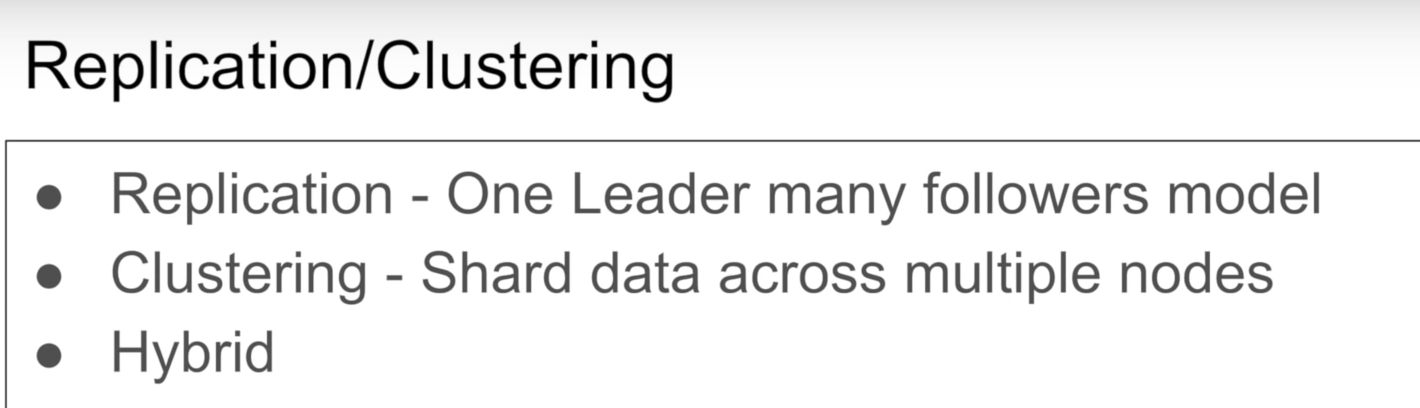 Replication/Clustering
● Replication - One Leader many followers model
● Clustering - Shard data across multiple nodes
● Hybrid